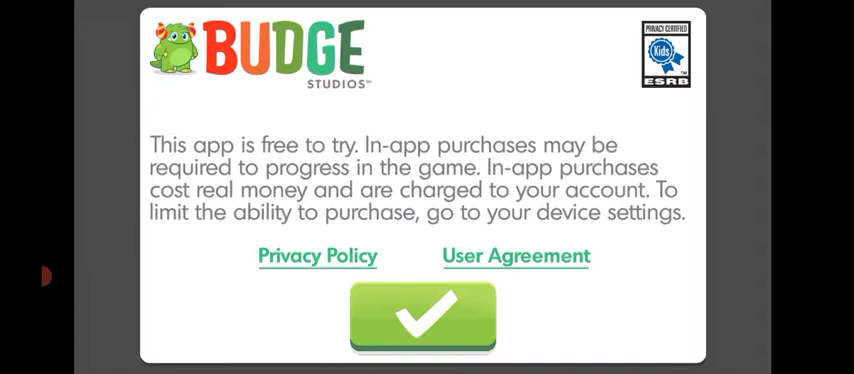 BUDGE
STUDIOS™
PRIVACY CERTIFIED
Kids
™
ESRB
This app is free to try. In-app purchases may be
required to progress in the game. In-app purchases
cost real money and are charged to your account. To
limit the ability to purchase, go to your device settings.
Privacy Policy
User Agreement